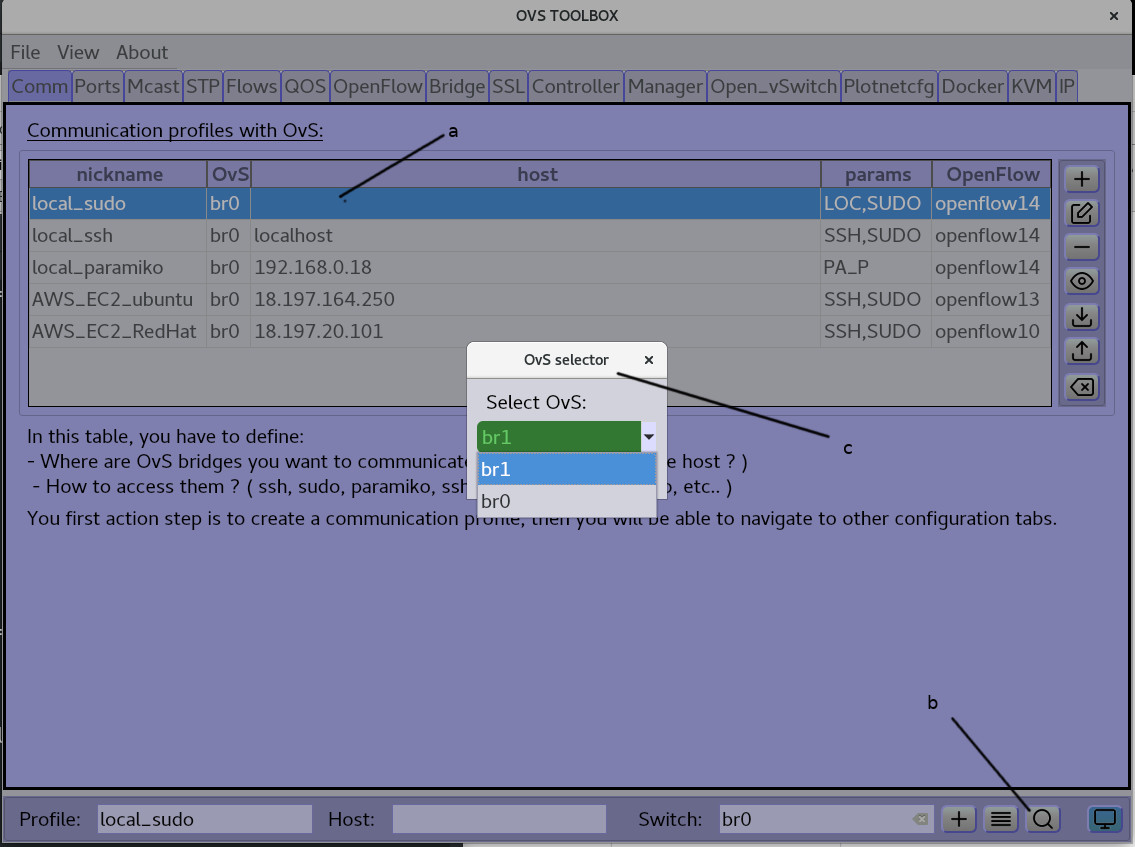 OVS TOOLBOX ×
File View About
Comm Ports Mcast STP Flows QOS OpenFlow Bridge SSL Controller Manager Open_vSwitch Plotnetcfg Docker KVM IP
Communication profiles with OvS: a
nickname OvS host params OpenFlow
local_sudo br0 LOC,SUDO openflow14
local_ssh br0 localhost SSH,SUDO openflow14
local_paramiko br0 192.168.0.18 PA_P openflow14
AWS_EC2_ubuntu br0 18.197.164.250 SSH,SUDO openflow13
AWS_EC2_RedHat br0 18.197.20.101 SSH,SUDO openflow10
OvS selector ×
Select OvS:
br1
br1
br0
c
In this table, you have to define:
- Where are OvS bridges you want to communicate host ? )
- How to access them ? ( ssh, sudo, paramiko, etc.. )
You first action step is to create a communication profile, then you will be able to navigate to other configuration tabs.
b
Profile: local_sudo Host: Switch: br0